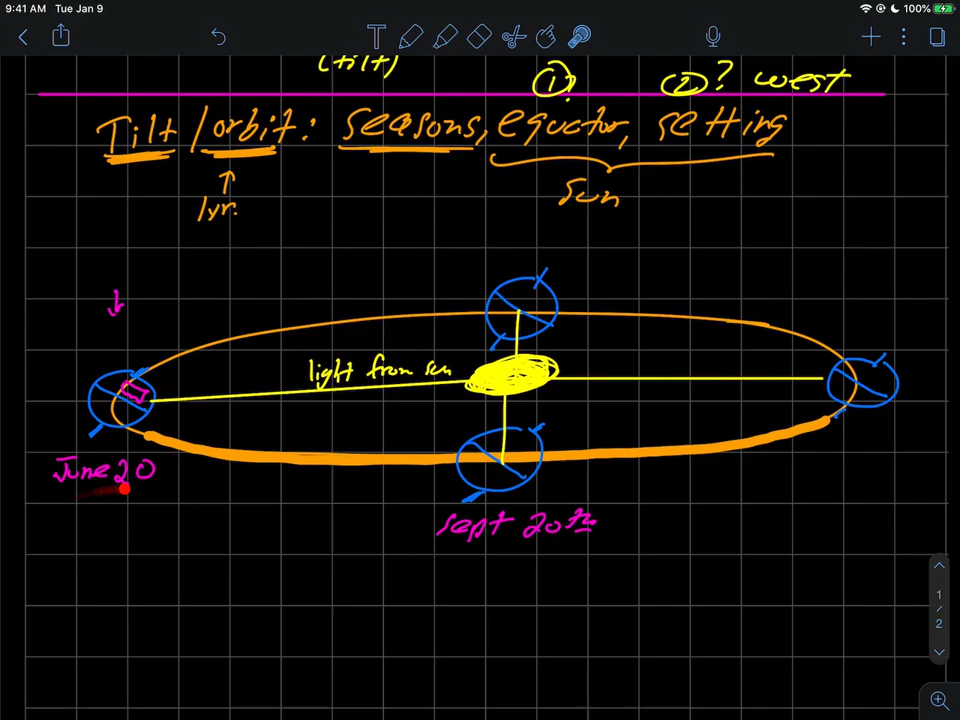 9:41 AM Tue Jan 9
100%
(tilt)
①? ②? west
Tilt / orbit: seasons, equator, setting
↑
1yr.
sun
↓
light from sun
June 20
Sept 20th
1
/
2